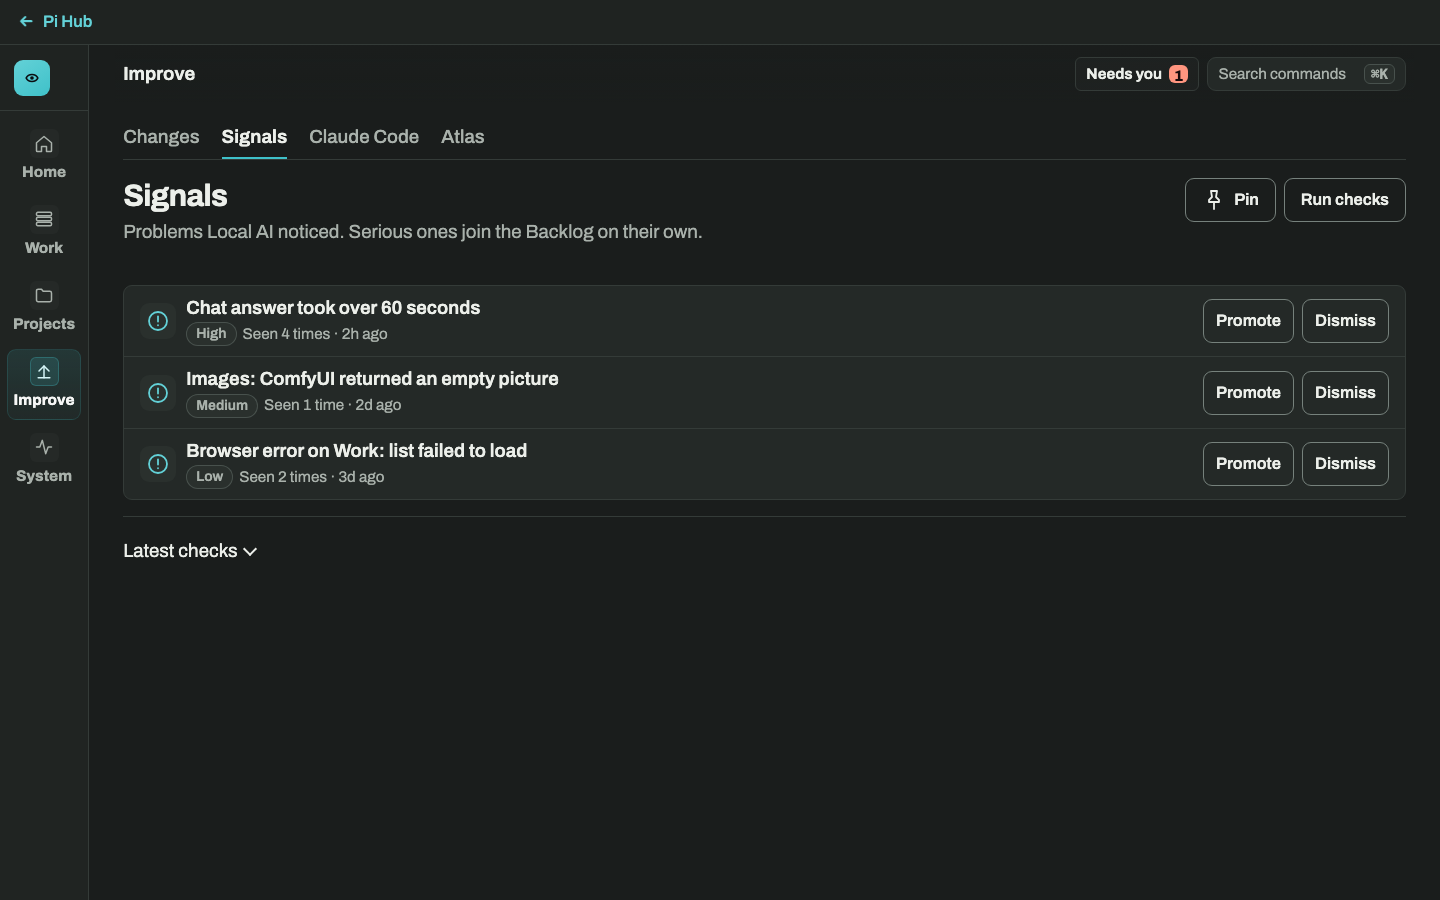 Pi Hub
Improve
Needs you 1
Search commands ⌘K
Home
Work
Projects
Improve
System
Changes Signals Claude Code Atlas
Signals
Pin
Run checks
Problems Local AI noticed. Serious ones join the Backlog on their own.
Chat answer took over 60 seconds
High Seen 4 times · 2h ago
Promote Dismiss
Images: ComfyUI returned an empty picture
Medium Seen 1 time · 2d ago
Promote Dismiss
Browser error on Work: list failed to load
Low Seen 2 times · 3d ago
Promote Dismiss
Latest checks